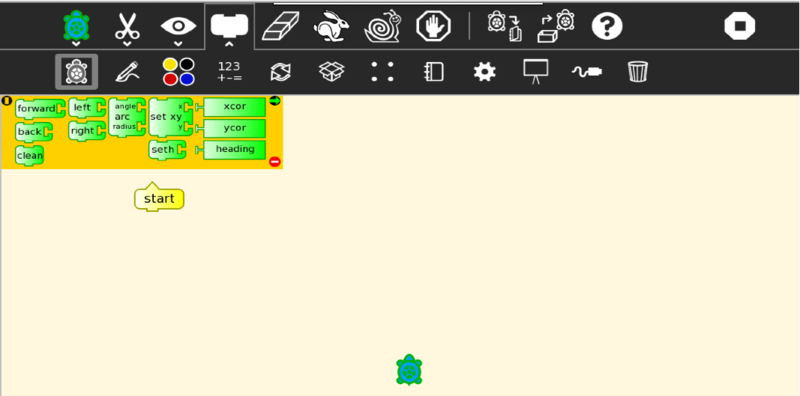 ?
123
+-=
forward left angle arc radius set xy x y xcor
back right ycor
clean seth heading
start